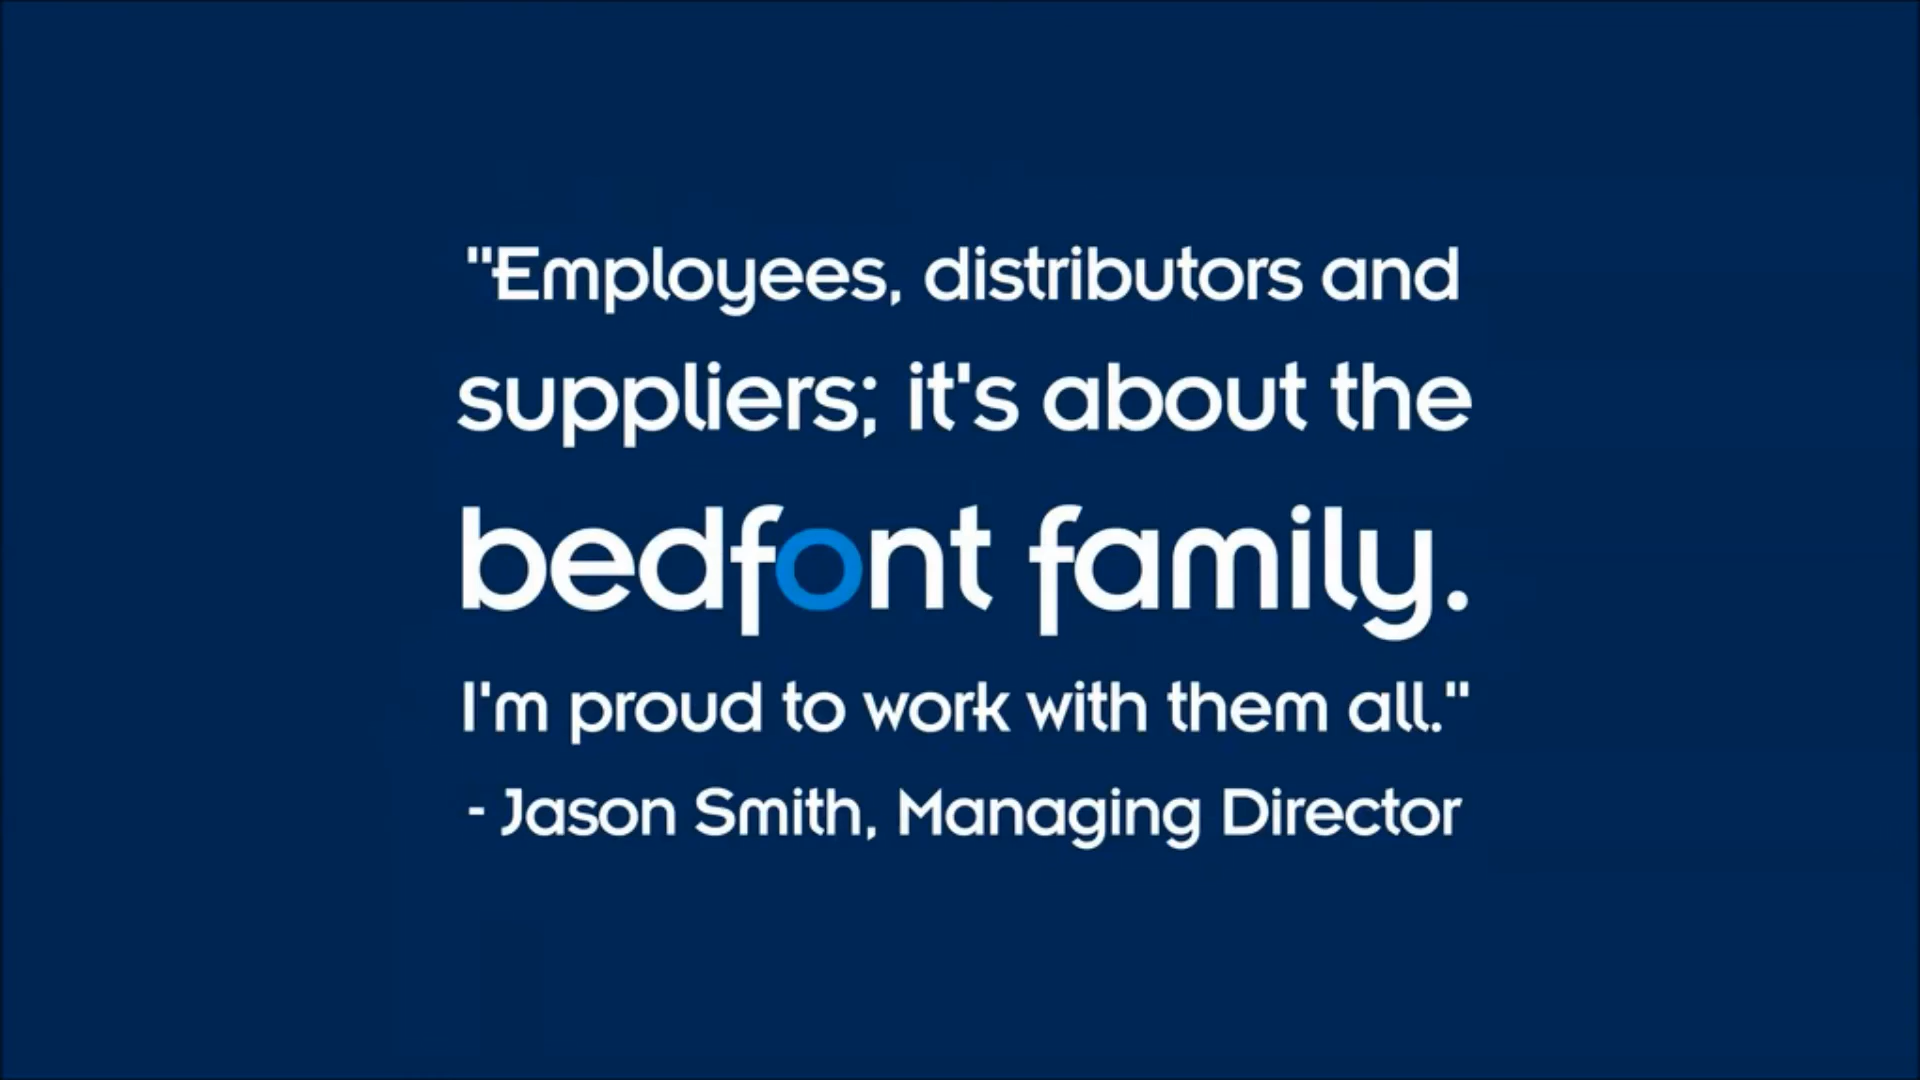 "Employees, distributors and
suppliers; it's about the
bedfont family.
I'm proud to work with them all."
- Jason Smith, Managing Director